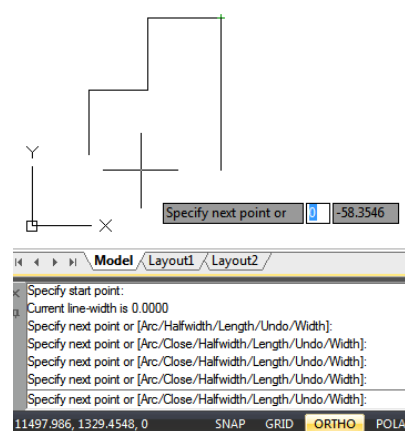 Y
X
Specify next point or 0 -58.3546
Model Layout1 Layout2
Specify start point:
Current line-width is 0.0000
Specify next point or [Arc/Halfwidth/Length/Undo/Width]:
Specify next point or [Arc/Close/Halfwidth/Length/Undo/Width]:
Specify next point or [Arc/Close/Halfwidth/Length/Undo/Width]:
Specify next point or [Arc/Close/Halfwidth/Length/Undo/Width]:
Specify next point or [Arc/Close/Halfwidth/Length/Undo/Width]:
11497.986, 1329.4548, 0 SNAP GRID ORTHO POLA